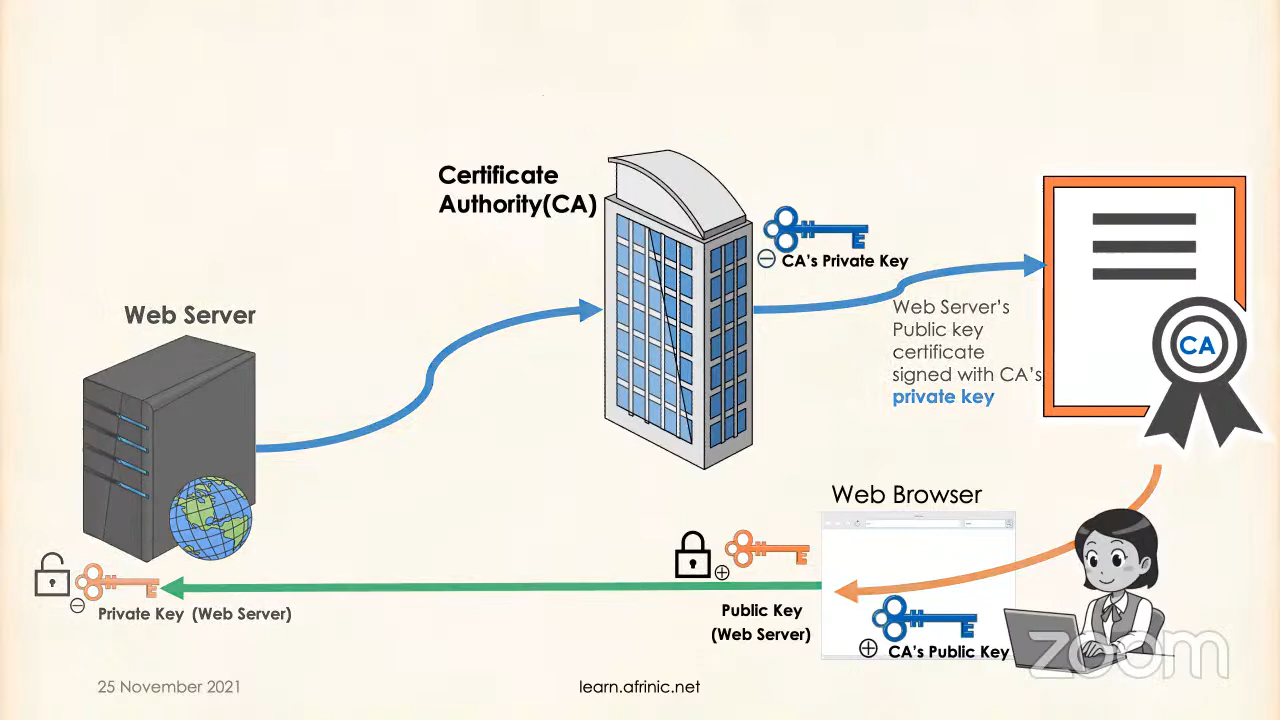 Certificate
Authority(CA)
CA's Private Key
Web Server
Web Server's
Public key
certificate
signed with CA's
private key
CA
Web Browser
Private Key (Web Server)
Public Key
(Web Server)
CA's Public Key
zoom
25 November 2021
learn.afrinic.net